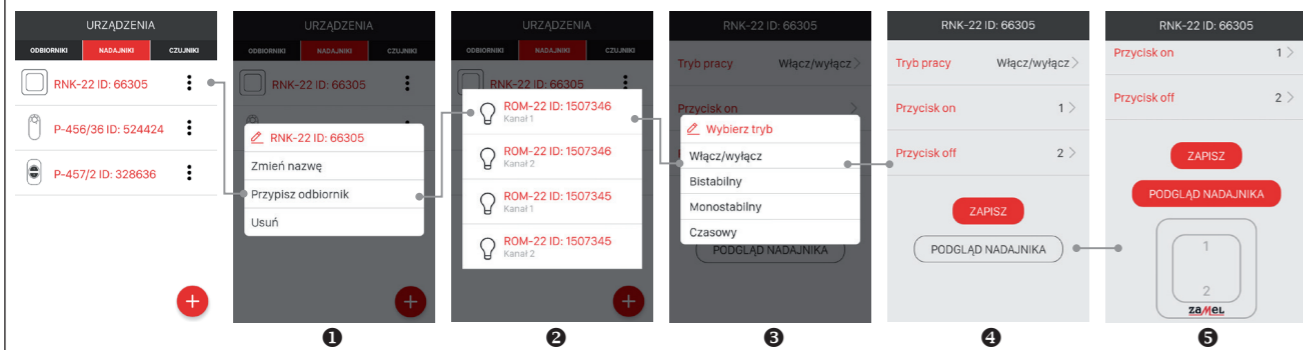 URZĄDZENIA
ODBIORNIKI NADAJNIKI CZUJNIKI
RNK-22 ID: 66305
P-456/36 ID: 524424
P-457/2 ID: 328636
+
URZĄDZENIA
ODBIORNIKI NADAJNIKI CZUJNIKI
RNK-22 ID: 66305
RNK-22 ID: 66305
Zmień nazwę
Przypisz odbiornik
Usuń
+
❶
URZĄDZENIA
ODBIORNIKI NADAJNIKI CZUJNIKI
RNK-22 ID: 66305
ROM-22 ID: 1507346
Kanał 1
ROM-22 ID: 1507346
Kanał 2
ROM-22 ID: 1507345
Kanał 1
ROM-22 ID: 1507345
Kanał 2
+
❷
RNK-22 ID: 66305
Tryb pracy Włącz/wyłącz >
Przycisk on >
Wybierz tryb
Włącz/wyłącz
Bistabilny
Monostabilny
Czasowy
PODGLĄD NADAJNIKA
❸
RNK-22 ID: 66305
Tryb pracy Włącz/wyłącz >
Przycisk on 1 >
Przycisk off 2 >
ZAPISZ
PODGLĄD NADAJNIKA
❹
RNK-22 ID: 66305
Przycisk on 1 >
Przycisk off 2 >
ZAPISZ
PODGLĄD NADAJNIKA
1
2
zamel
❺